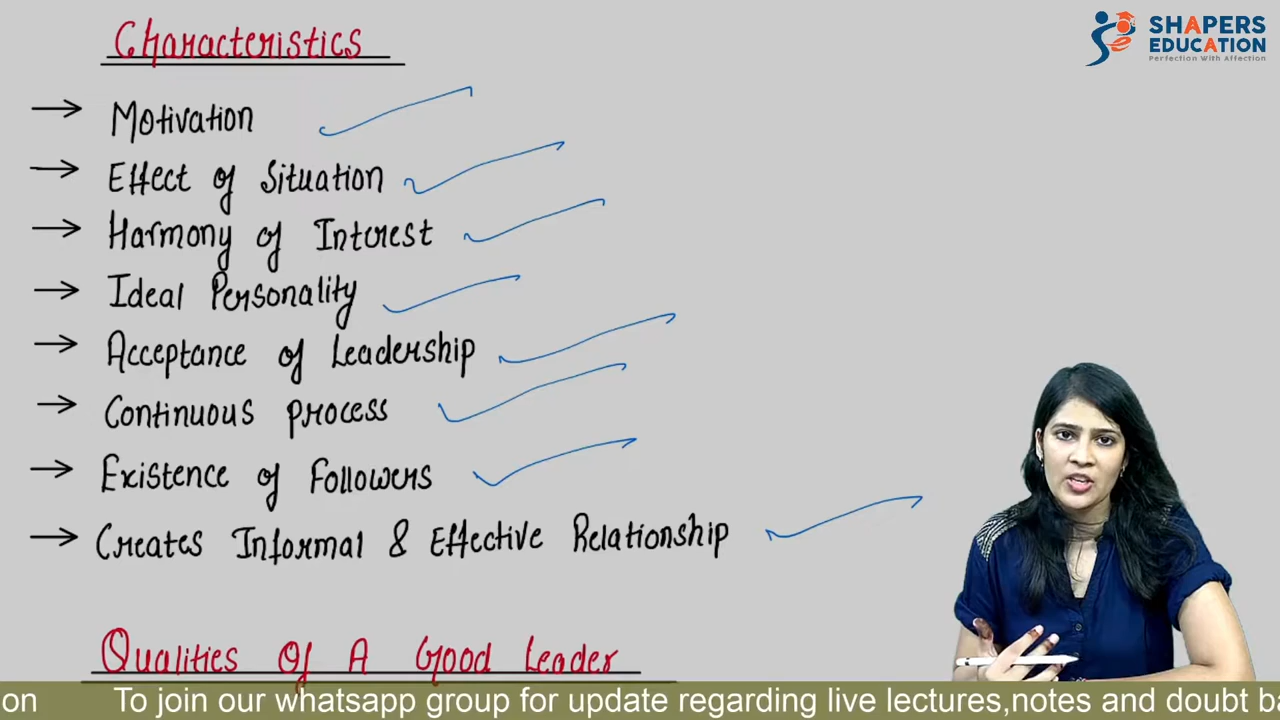 Characteristics
SHAPERS
EDUCATION
Perfection With Affection
→ Motivation
→ Effect of Situation
→ Harmony of Interest
→ Ideal Personality
→ Acceptance of Leadership
→ Continuous process
→ Existence of Followers
→ Creates Informal & Effective Relationship
Qualities Of A Good Leader
on To join our whatsapp group for update regarding live lectures,notes and doubt ba